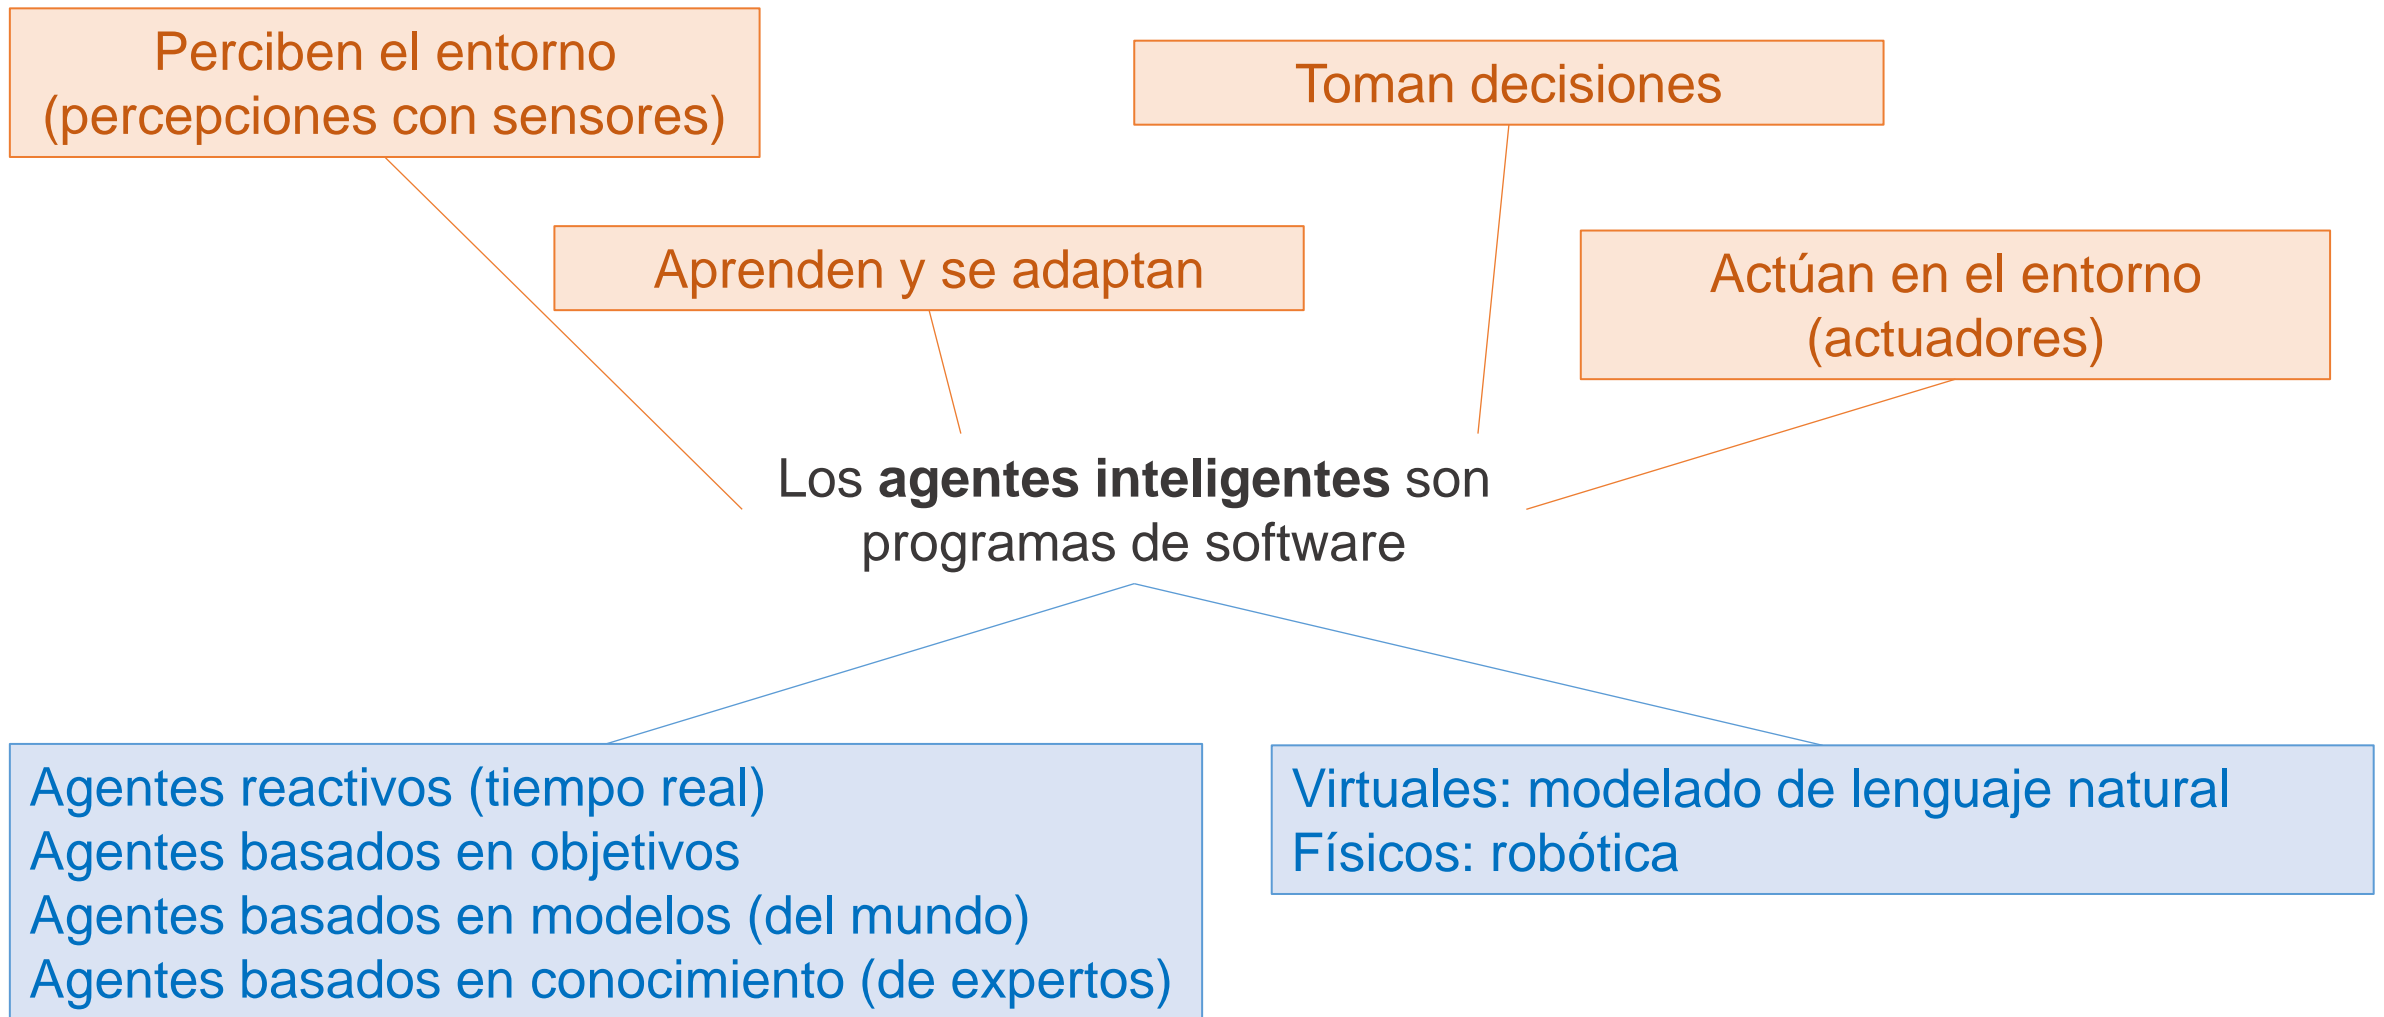 Perciben el entorno
(percepciones con sensores)
Toman decisiones
Aprenden y se adaptan
Actúan en el entorno
(actuadores)
Los agentes inteligentes son
programas de software
Agentes reactivos (tiempo real)
Agentes basados en objetivos
Agentes basados en modelos (del mundo)
Agentes basados en conocimiento (de expertos)
Virtuales: modelado de lenguaje natural
Físicos: robótica